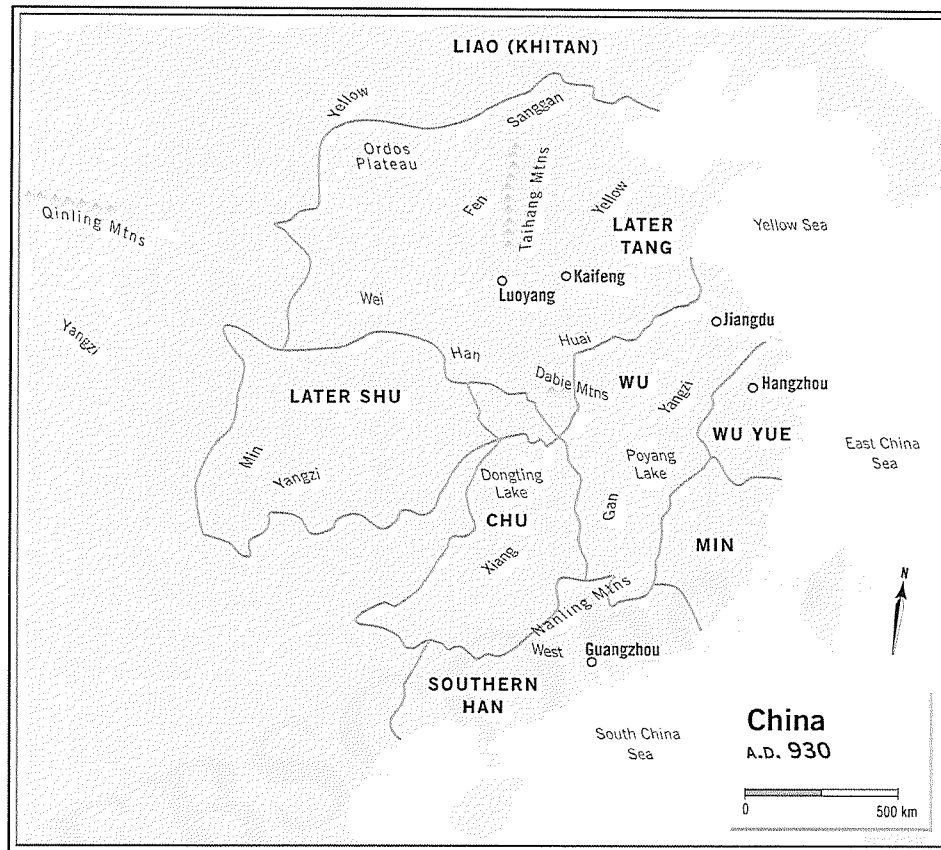 LIAO (KHITAN)
Yellow
Sanggan
Ordos
Plateau
Taihang Mtns
Fen
Yellow
Qinling Mtns
LATER
TANG
Yellow Sea
Kaifeng
Luoyang
Wei
Jiangdu
Yangzi
Huai
Han
Dabie Mtns
WU
Yangzi
Hangzhou
LATER SHU
WU YUE
East China
Sea
Min
Yangzi
Poyang
Lake
Dongting
Lake
Gan
CHU
MIN
Xiang
N
Nanling Mtns
West
Guangzhou
SOUTHERN
HAN
South China
Sea
China
A.D. 930
0
500 km